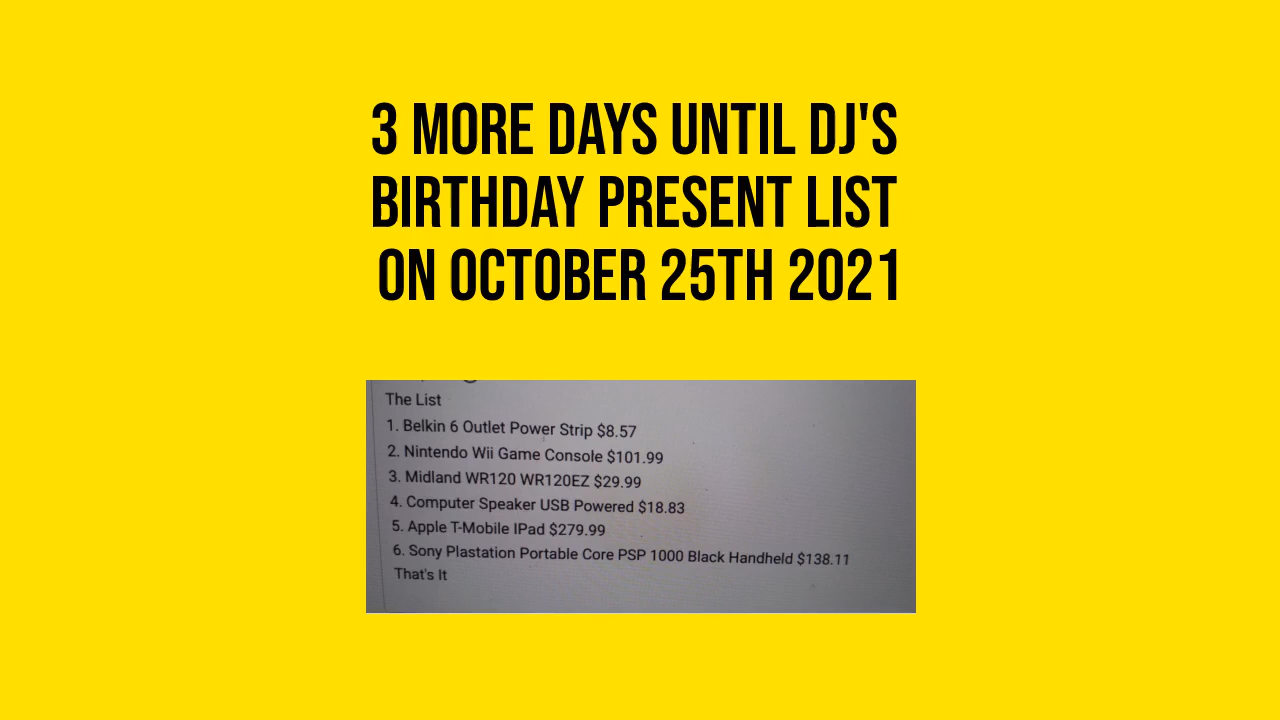 3 MORE DAYS UNTIL DJ'S
BIRTHDAY PRESENT LIST
ON OCTOBER 25TH 2021
The List
1. Belkin 6 Outlet Power Strip $8.57
2. Nintendo Wii Game Console $101.99
3. Midland WR120 WR120EZ $29.99
4. Computer Speaker USB Powered $18.83
5. Apple T-Mobile IPad $279.99
6. Sony Plastation Portable Core PSP 1000 Black Handheld $138.11
That's It